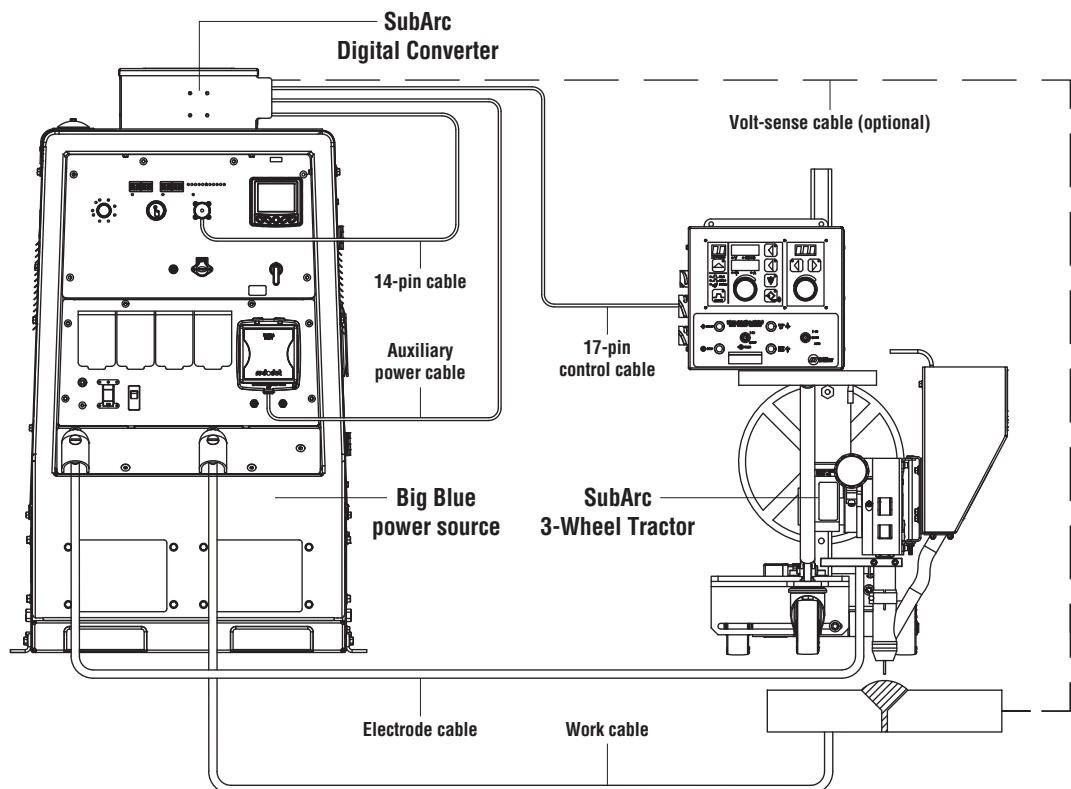 SubArc
Digital Converter
Volt-sense cable (optional)
14-pin cable
Auxiliary
power cable
17-pin
control cable
Big Blue
power source
SubArc
3-Wheel Tractor
Electrode cable
Work cable